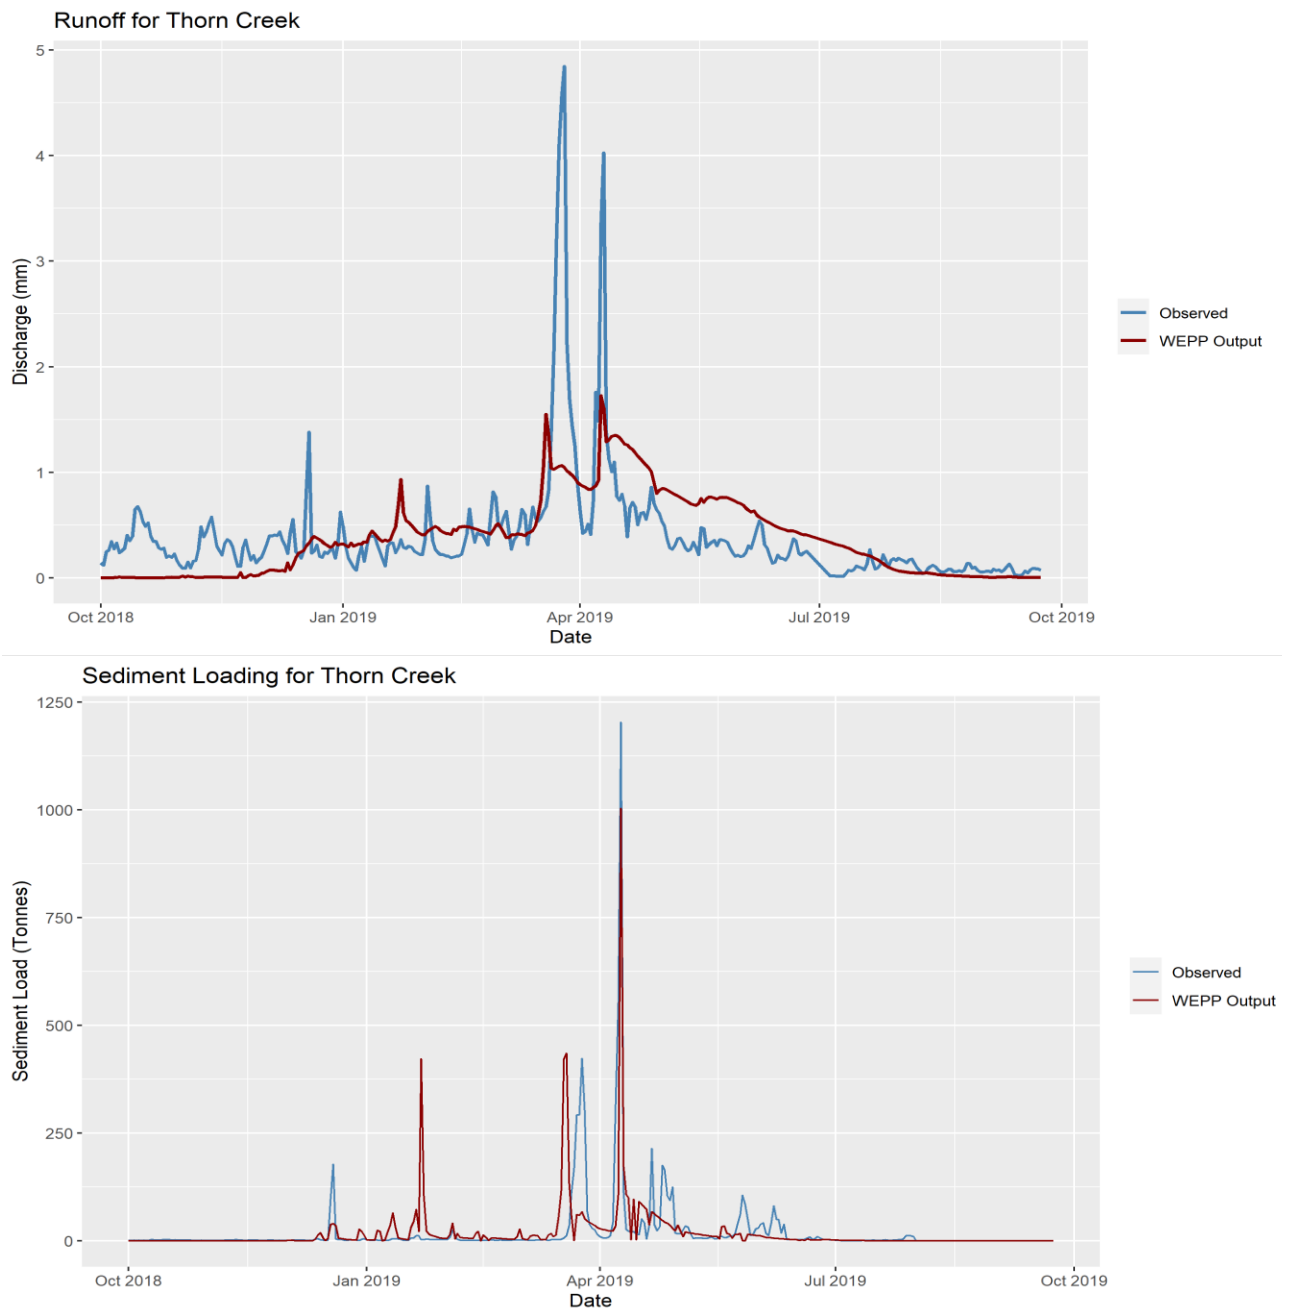 Runoff for Thorn Creek
5
4
3
2
1
0
Discharge (mm)
Oct 2018 Jan 2019 Apr 2019 Jul 2019 Oct 2019
Date
Observed
WEPP Output
Sediment Loading for Thorn Creek
1250
1000
750
500
250
0
Sediment Load (Tonnes)
Oct 2018 Jan 2019 Apr 2019 Jul 2019 Oct 2019
Date
Observed
WEPP Output